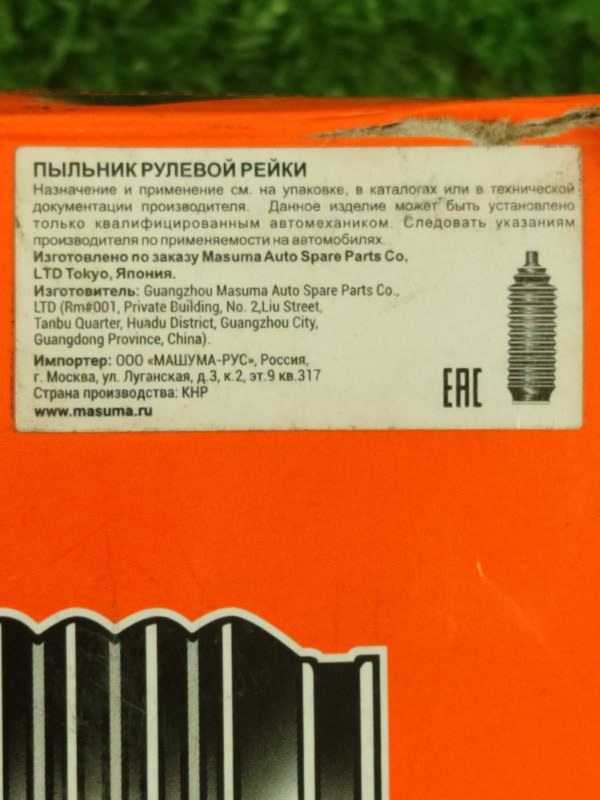 ПЫЛЬНИК РУЛЕВОЙ РЕЙКИ
Назначение и применение см. на упаковке, в каталогах или в технической
документации производителя. Данное изделие может быть установлено
только квалифицированным автомехаником. Следовать указаниям
производителя по применяемости на автомобилях.
Изготовлено по заказу Masuma Auto Spare Parts Co,
LTD Tokyo, Япония.
Изготовитель: Guangzhou Masuma Auto Spare Parts Co.,
LTD (Rm#001, Private Building, No. 2,Liu Street,
Tanbu Quarter, Huadu District, Guangzhou City,
Guangdong Province, China).
Импортер: ООО «МАШУМА-РУС», Россия,
г. Москва, ул. Луганская, д.3, к.2, эт.9 кв.317
Страна производства: КНР
www.masuma.ru
EAC